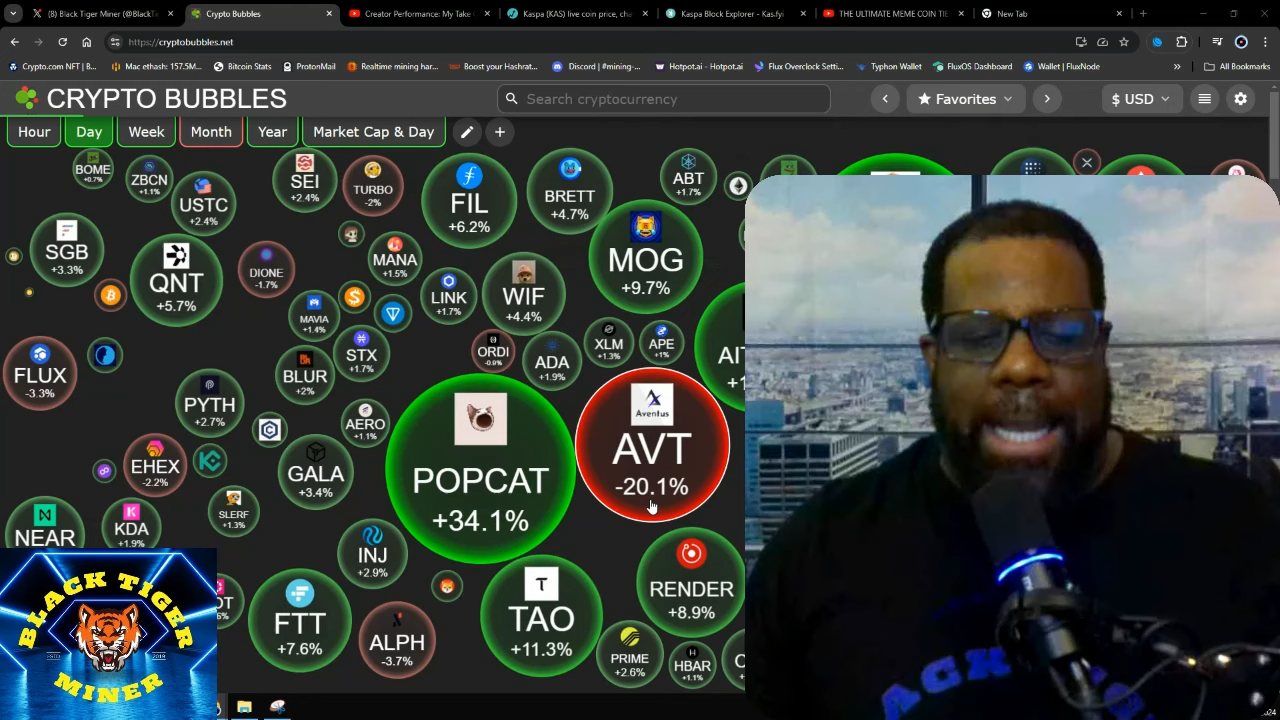 (8) Black Tiger Miner (@BlackTi
Crypto Bubbles
Creator Performance: My Take
Kaspa (KAS) live coin price, cha
Kaspa Block Explorer - Kas.fyi
THE ULTIMATE MEME COIN TIE
New Tab
https://cryptobubbles.net
Crypto.com NFT | B...
Mac ethash: 157.5M...
Bitcoin Stats
ProtonMail
Realtime mining har...
Boost your Hashrat...
Discord | #mining-...
Hotpot.ai - Hotpot.ai
Flux Overclock Setti...
Typhon Wallet
FluxOS Dashboard
Wallet | FluxNode
All Bookmarks
CRYPTO BUBBLES
Search cryptocurrency
Favorites
$ USD
Hour
Day
Week
Month
Year
Market Cap & Day
BOME
+0.7%
ZBCN
+1.1%
USTC
+2.4%
SEI
+2.4%
TURBO
-2%
FIL
+6.2%
BRETT
+4.7%
ABT
+1.7%
SGB
+3.3%
QNT
+5.7%
DIONE
-1.7%
MANA
+1.5%
LINK
+1.7%
WIF
+4.4%
MOG
+9.7%
MAVIA
+1.4%
STX
+1.7%
ORDI
-0.9%
ADA
+1.9%
XLM
+1.3%
APE
+1%
FLUX
-3.3%
BLUR
+2%
PYTH
+2.7%
AERO
+1.1%
POPCAT
+34.1%
Aventus
AVT
-20.1%
EHEX
-2.2%
GALA
+3.4%
SLERF
+1.3%
NEAR
KDA
+1.9%
INJ
+2.9%
RENDER
+8.9%
FTT
+7.6%
ALPH
-3.7%
TAO
+11.3%
PRIME
+2.6%
HBAR
+1.1%
BLACK TIGER
ESTD
2019
MINER